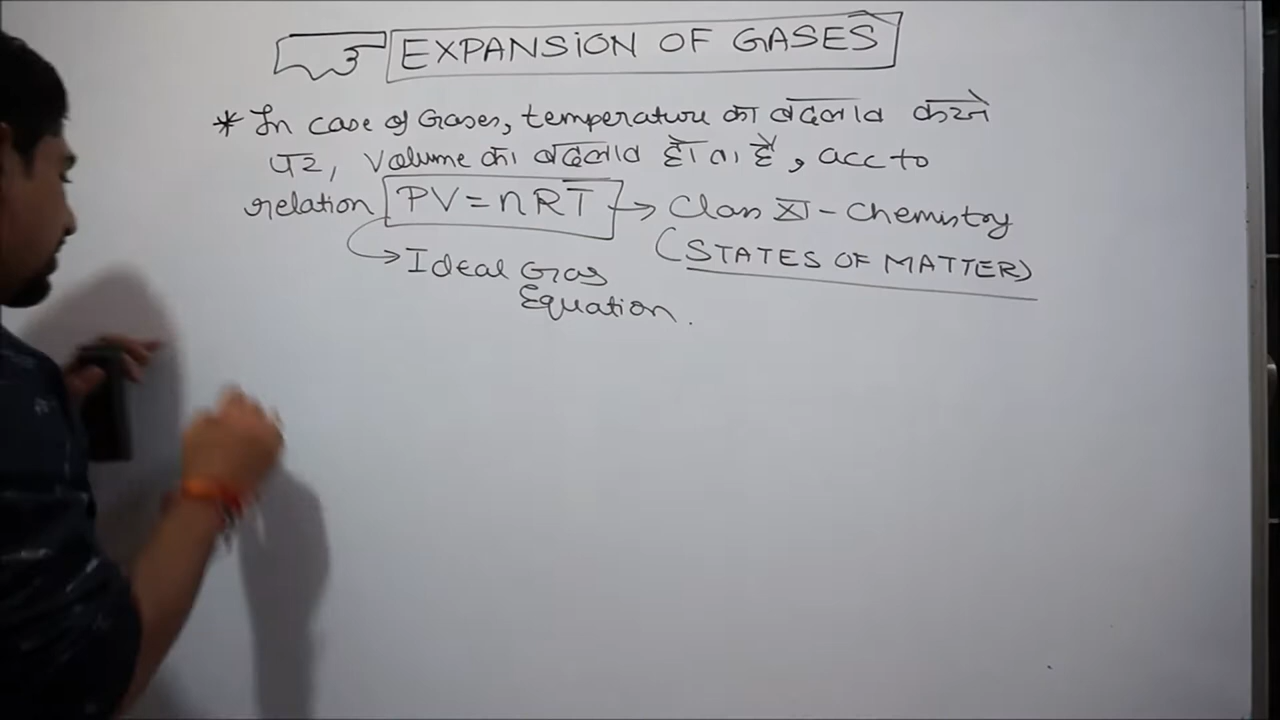 EXPANSION OF GASES
* In case of Gases, temperature का बदलाव करने
पर, Volume का बदलाव होता है, acc to
relation PV = nRT → Class XI - Chemistry
(STATES OF MATTER)
→ Ideal Gas
Equation.